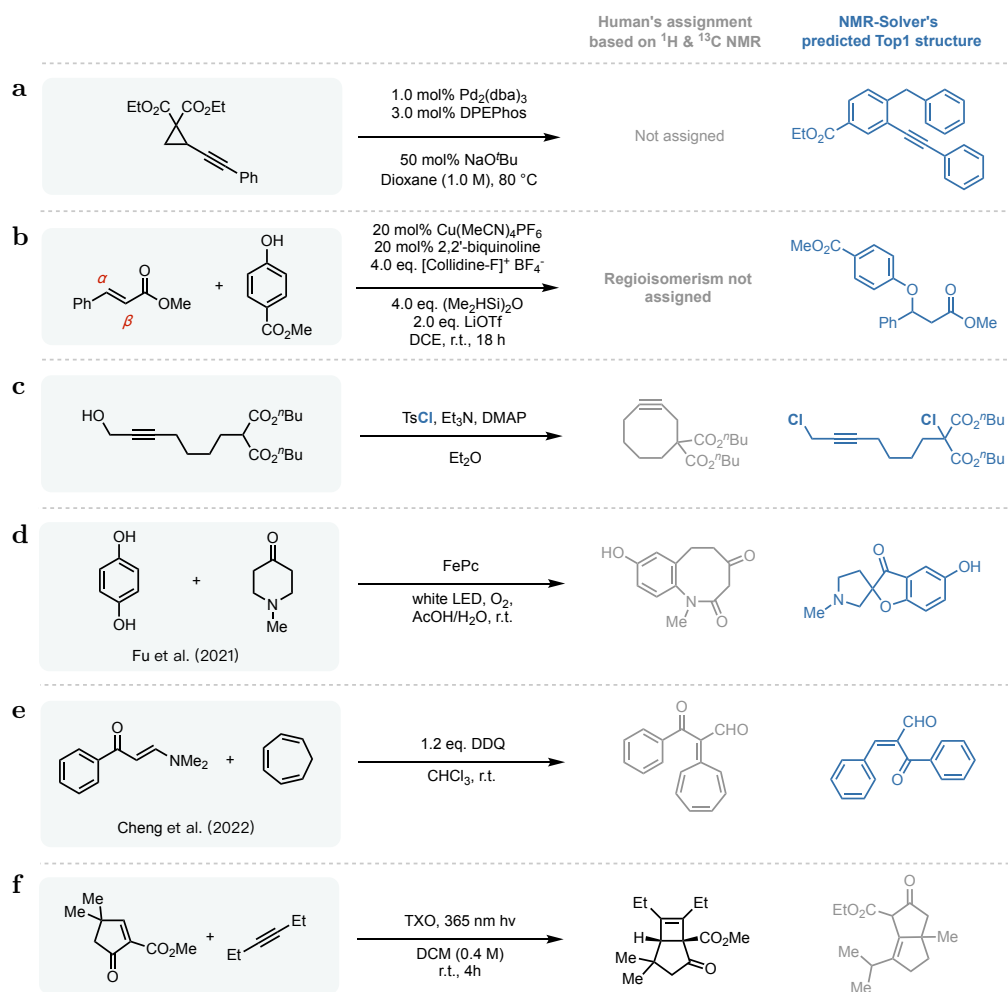 Human's assignment
based on ¹H & ¹³C NMR
NMR-Solver's
predicted Top1 structure
a
EtO₂C CO₂Et
Ph
1.0 mol% Pd₂(dba)₃
3.0 mol% DPEPhos
50 mol% NaOᵗBu
Dioxane (1.0 M), 80 °C
Not assigned
EtO₂C
b
Ph
α
β
O
OMe
+
OH
CO₂Me
20 mol% Cu(MeCN)₄PF₆
20 mol% 2,2'-biquinoline
4.0 eq. [Collidine-F]⁺ BF₄⁻
4.0 eq. (Me₂HSi)₂O
2.0 eq. LiOTf
DCE, r.t., 18 h
Regioisomerism not
assigned
MeO₂C
O
O
Ph
OMe
c
HO
CO₂ⁿBu
CO₂ⁿBu
TsCl, Et₃N, DMAP
Et₂O
CO₂ⁿBu
CO₂ⁿBu
Cl
Cl
CO₂ⁿBu
CO₂ⁿBu
d
OH
OH
+
O
N
Me
Fu et al. (2021)
FePc
white LED, O₂,
AcOH/H₂O, r.t.
HO
O
N
Me
O
O
OH
N
Me
O
e
O
NMe₂
+
Cheng et al. (2022)
1.2 eq. DDQ
CHCl₃, r.t.
O
CHO
CHO
O
f
Me
Me
CO₂Me
O
+
Et
Et
TXO, 365 nm hv
DCM (0.4 M)
r.t., 4h
Et Et
H
CO₂Me
Me
Me
O
O
EtO₂C
Me
Me
Me